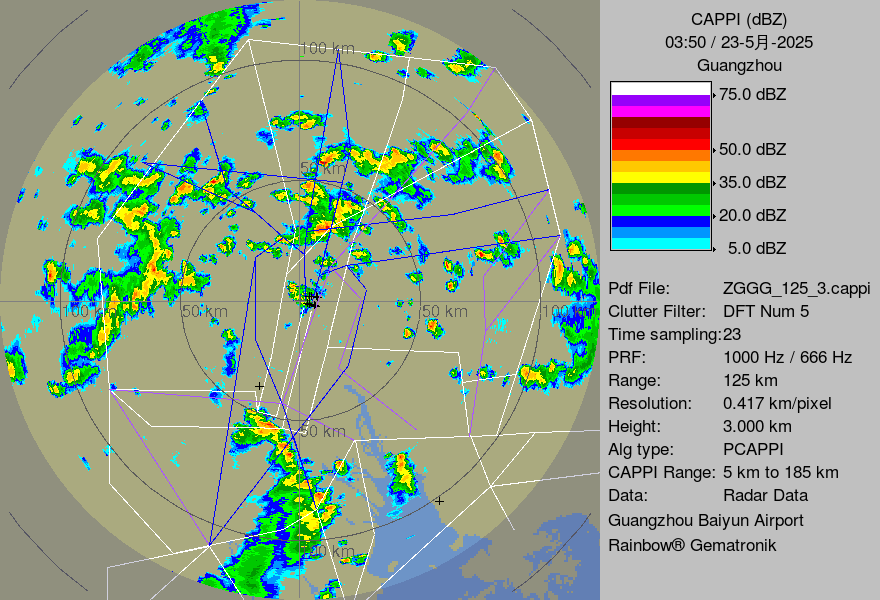 CAPPI (dBZ)
03:50 / 23-5月-2025
Guangzhou
75.0 dBZ
50.0 dBZ
35.0 dBZ
20.0 dBZ
5.0 dBZ
Pdf File: ZGGG_125_3.cappi
Clutter Filter: DFT Num 5
Time sampling:23
PRF: 1000 Hz / 666 Hz
Range: 125 km
Resolution: 0.417 km/pixel
Height: 3.000 km
Alg type: PCAPPI
CAPPI Range: 5 km to 185 km
Data: Radar Data
Guangzhou Baiyun Airport
Rainbow® Gematronik
100 km
50 km
100 km
50 km
50 km
100 km
50 km
100 km